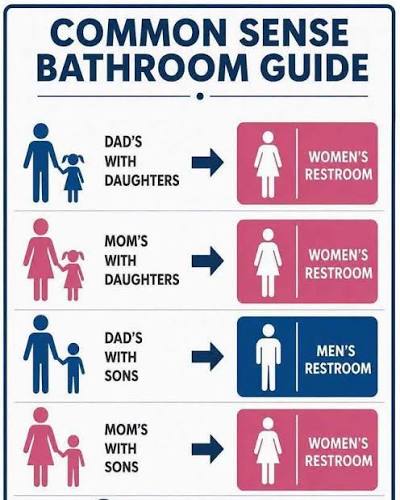 COMMON SENSE
BATHROOM GUIDE
DAD'S
WITH
DAUGHTERS
WOMEN'S
RESTROOM
MOM'S
WITH
DAUGHTERS
WOMEN'S
RESTROOM
DAD'S
WITH
SONS
MEN'S
RESTROOM
MOM'S
WITH
SONS
WOMEN'S
RESTROOM